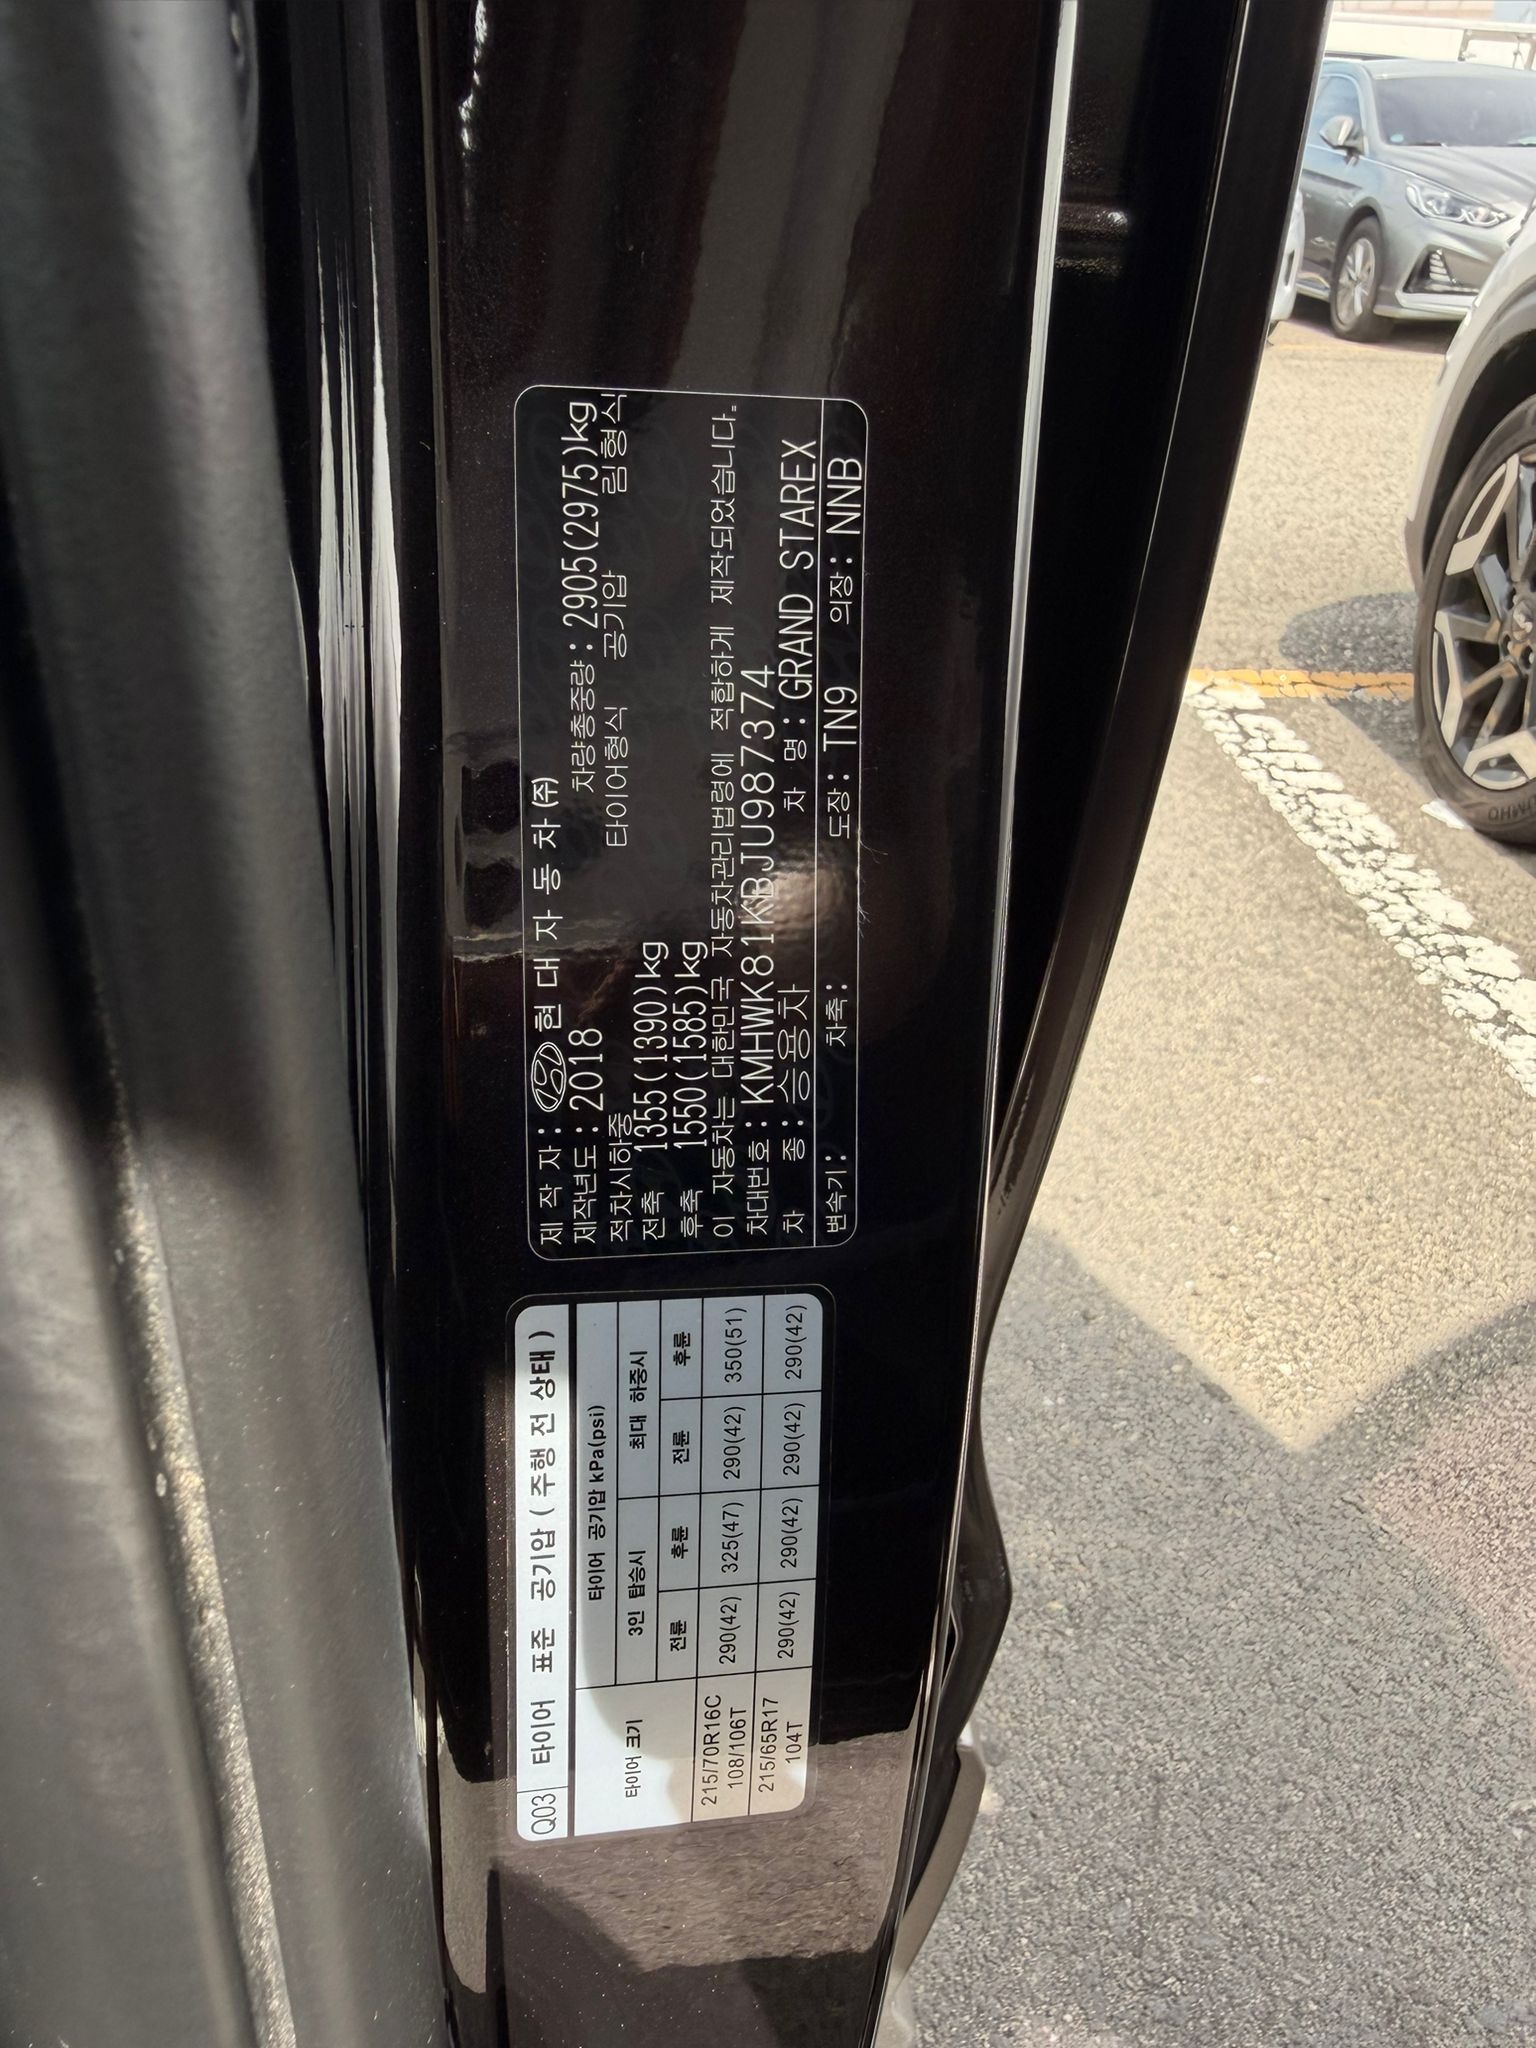 제 작 자 : 현 대 자 동 차 (주)
제작년도 : 2018 차량총중량 : 2905(2975)kg
적차시하중 타이어형식 공기압 림형식
전축 1355(1390)kg
후축 1550(1585)kg
이 자동차는 대한민국 자동차관리법령에 적합하게 제작되었습니다.
차대번호 : KMHWK81KBJU987374
차 종 : 승용차 차 명 : GRAND STAREX
변속기 : 차축 : 도장 : TN9 의장 : NNB
Q03 타이어 표준 공기압 ( 주행 전 상태 )
타이어 크기 타이어 공기압 kPa(psi)
3인 탑승시 최대 하중시
전륜 후륜 전륜 후륜
215/70R16C 108/106T 290(42) 325(47) 290(42) 350(51)
215/65R17 104T 290(42) 290(42) 290(42) 290(42)